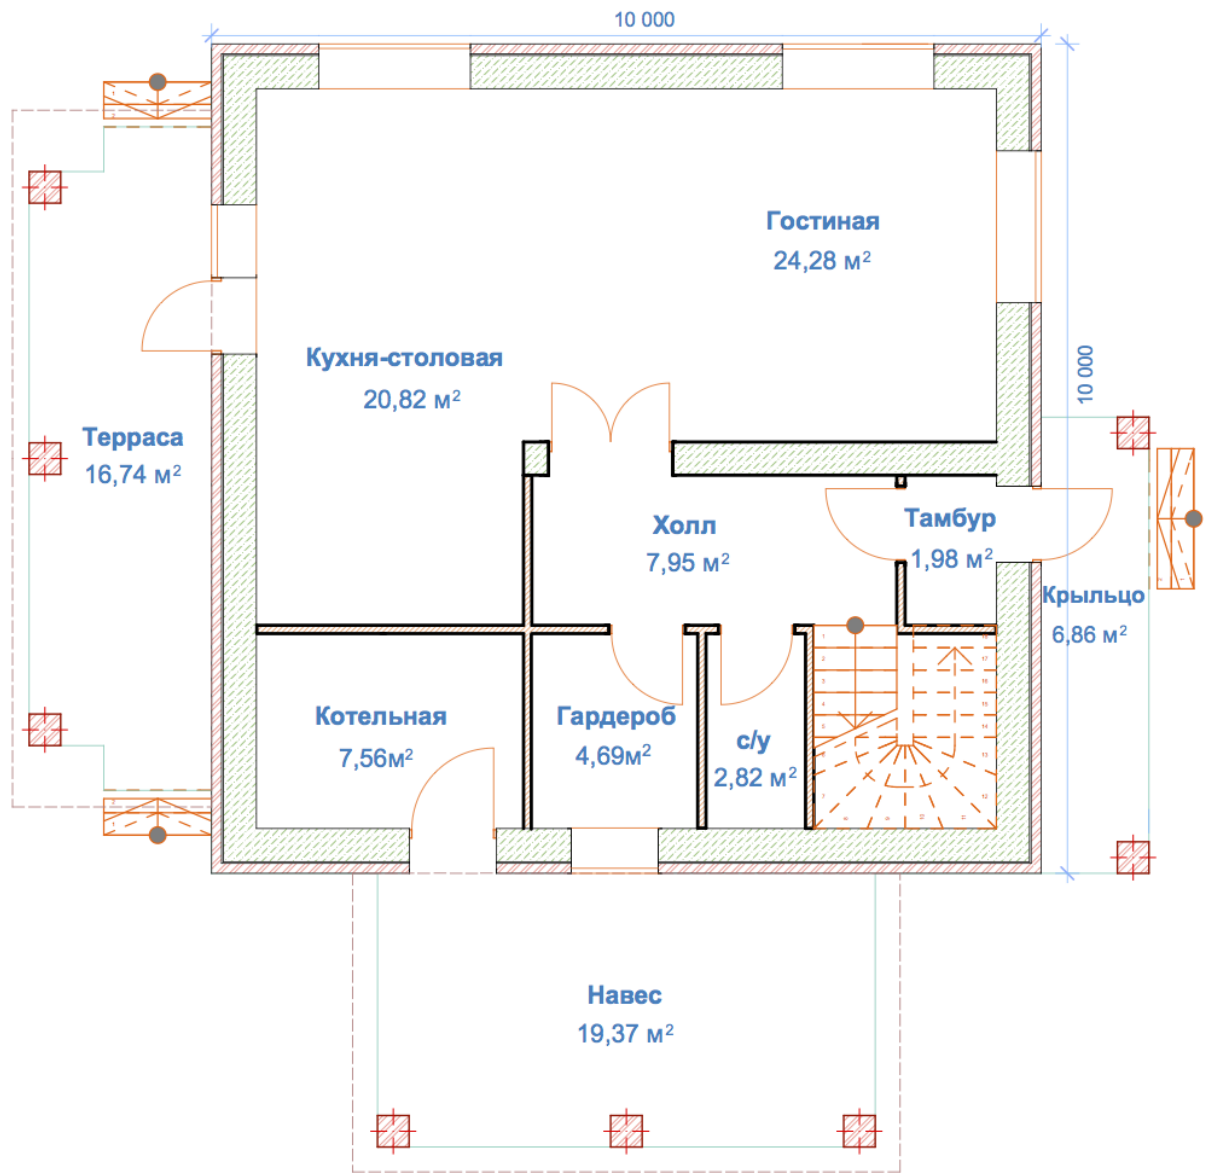 10 000
Гостиная
24,28 м²
Кухня-столовая
20,82 м²
10 000
Терраса
16,74 м²
Холл
7,95 м²
Тамбур
1,98 м²
Крыльцо
6,86 м²
Котельная
7,56м²
Гардероб
4,69м²
с/у
2,82 м²
Навес
19,37 м²